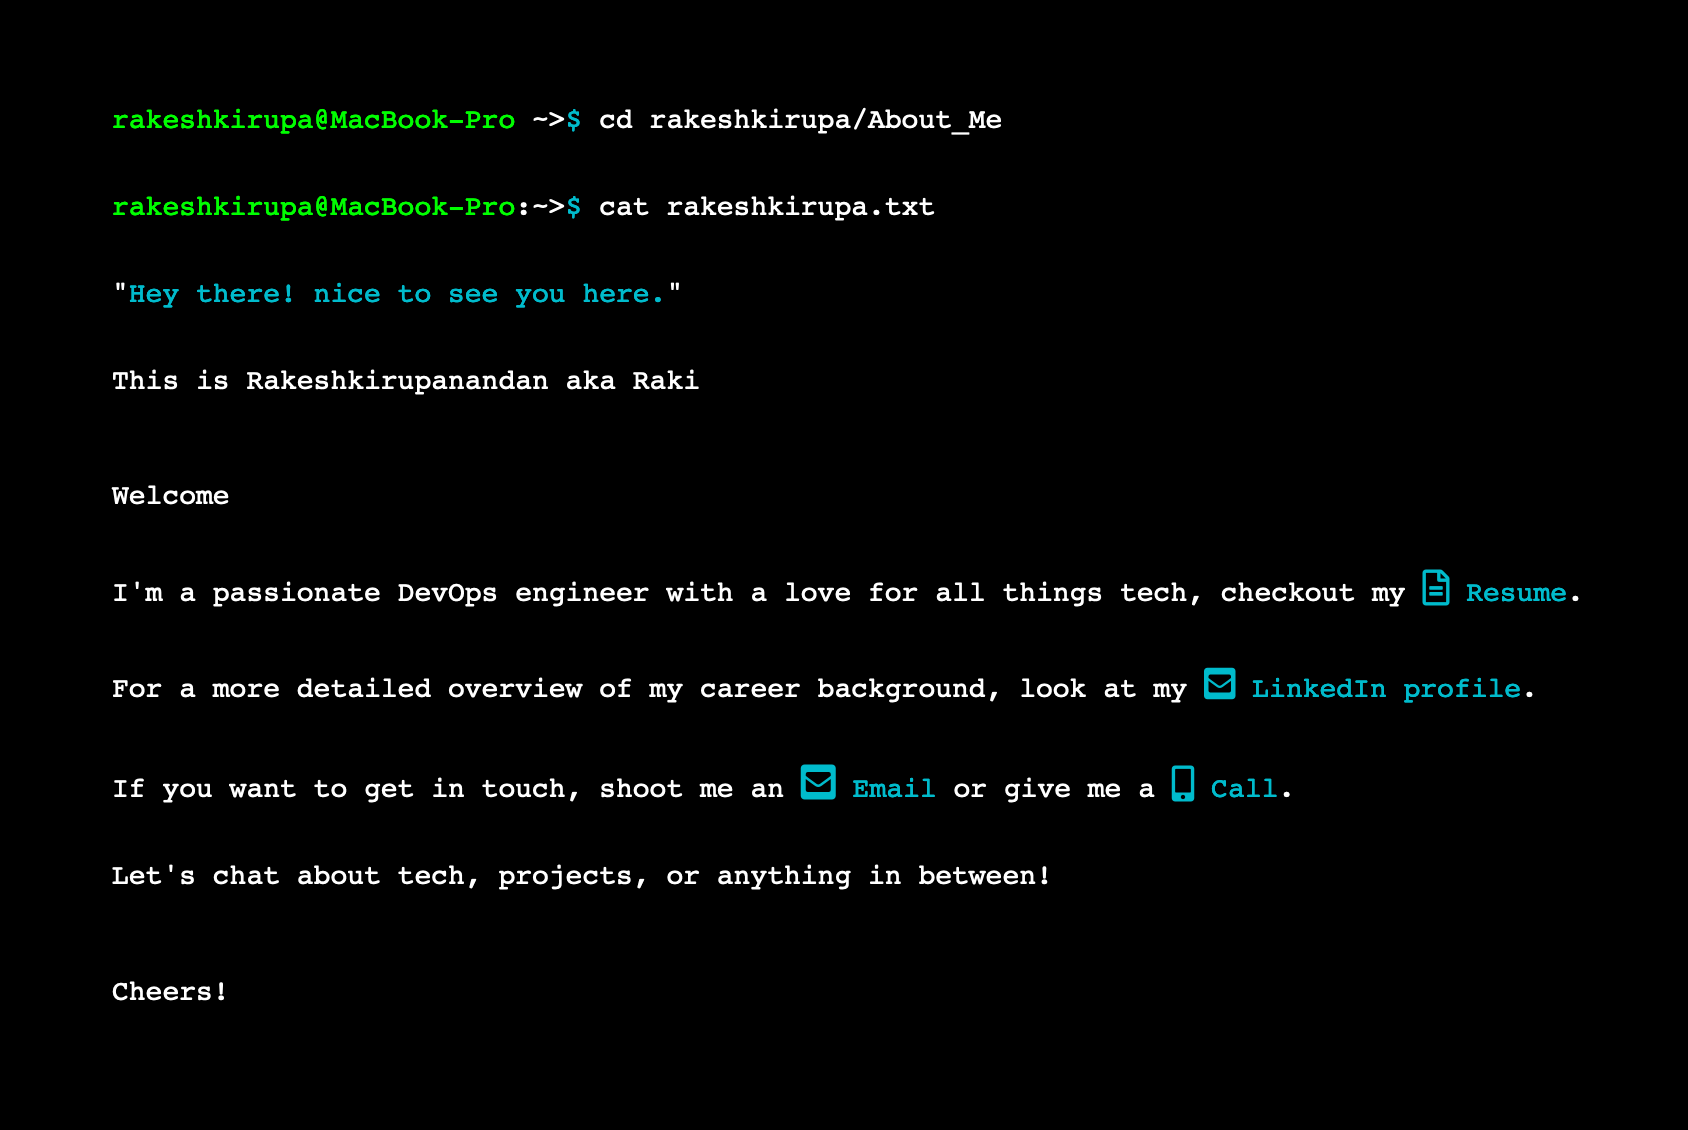 rakeshkirupa@MacBook-Pro ~>$ cd rakeshkirupa/About_Me
rakeshkirupa@MacBook-Pro:~>$ cat rakeshkirupa.txt
"Hey there! nice to see you here."
This is Rakeshkirupanandan aka Raki
Welcome
I'm a passionate DevOps engineer with a love for all things tech, checkout my Resume.
For a more detailed overview of my career background, look at my LinkedIn profile.
If you want to get in touch, shoot me an Email or give me a Call.
Let's chat about tech, projects, or anything in between!
Cheers!